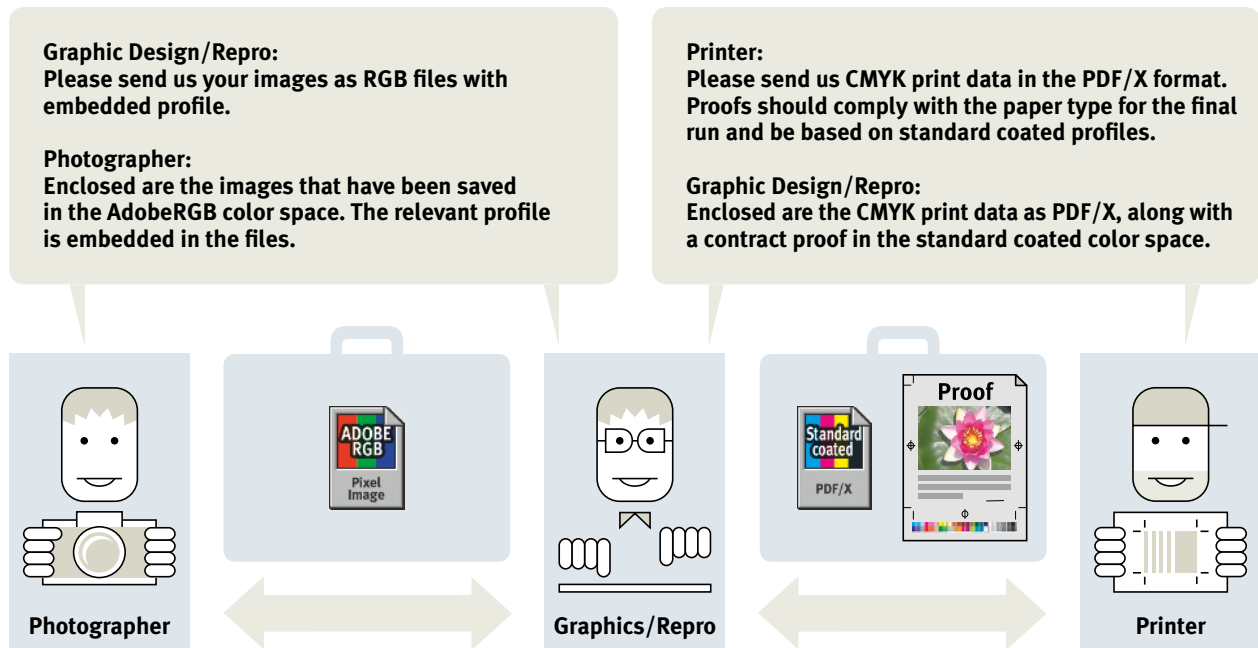 Graphic Design/Repro:
Please send us your images as RGB files with
embedded profile.
Photographer:
Enclosed are the images that have been saved
in the AdobeRGB color space. The relevant profile
is embedded in the files.
Printer:
Please send us CMYK print data in the PDF/X format.
Proofs should comply with the paper type for the final
run and be based on standard coated profiles.
Graphic Design/Repro:
Enclosed are the CMYK print data as PDF/X, along with
a contract proof in the standard coated color space.
ADOBE
RGB
Pixel
Image
Standard
coated
PDF/X
Proof
Photographer
Graphics/Repro
Printer